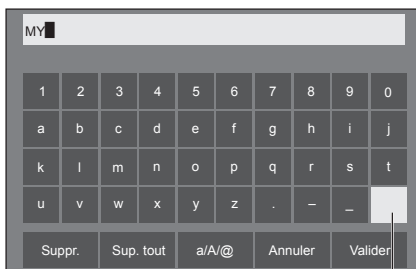 MY
1 2 3 4 5 6 7 8 9 0
a b c d e f g h i j
k l m n o p q r s t
u v w x y z . – _
Suppr. Sup. tout a/A/@ Annuler Valider